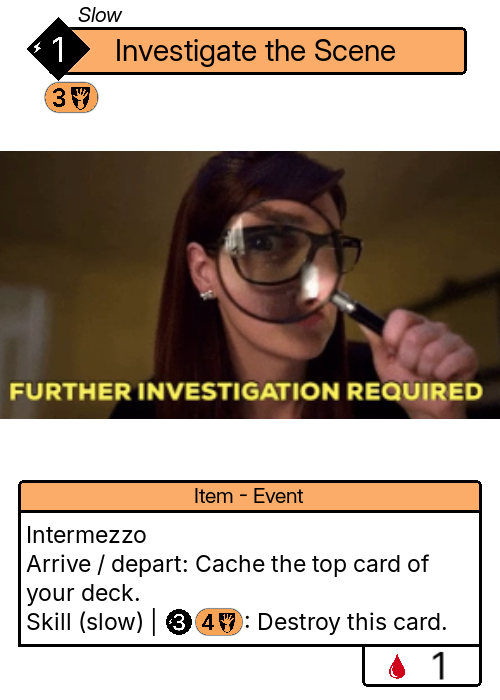 Slow
1 Investigate the Scene
3
FURTHER INVESTIGATION REQUIRED
Item - Event
Intermezzo
Arrive / depart: Cache the top card of
your deck.
Skill (slow) | 3 4 : Destroy this card.
1